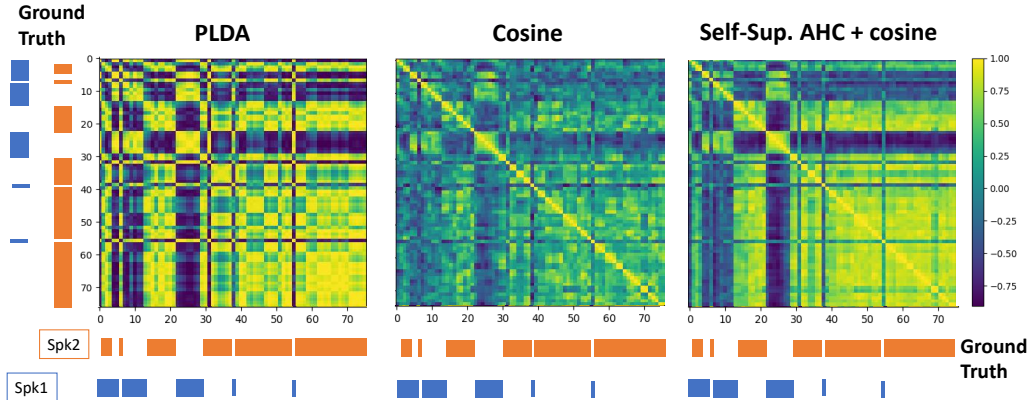 Ground
Truth
PLDA
Cosine
Self-Sup. AHC + cosine
0
10
20
30
40
50
60
70
0 10 20 30 40 50 60 70
0 10 20 30 40 50 60 70
0 10 20 30 40 50 60 70
1.00
0.75
0.50
0.25
0.00
−0.25
−0.50
−0.75
Spk2
Ground
Truth
Spk1